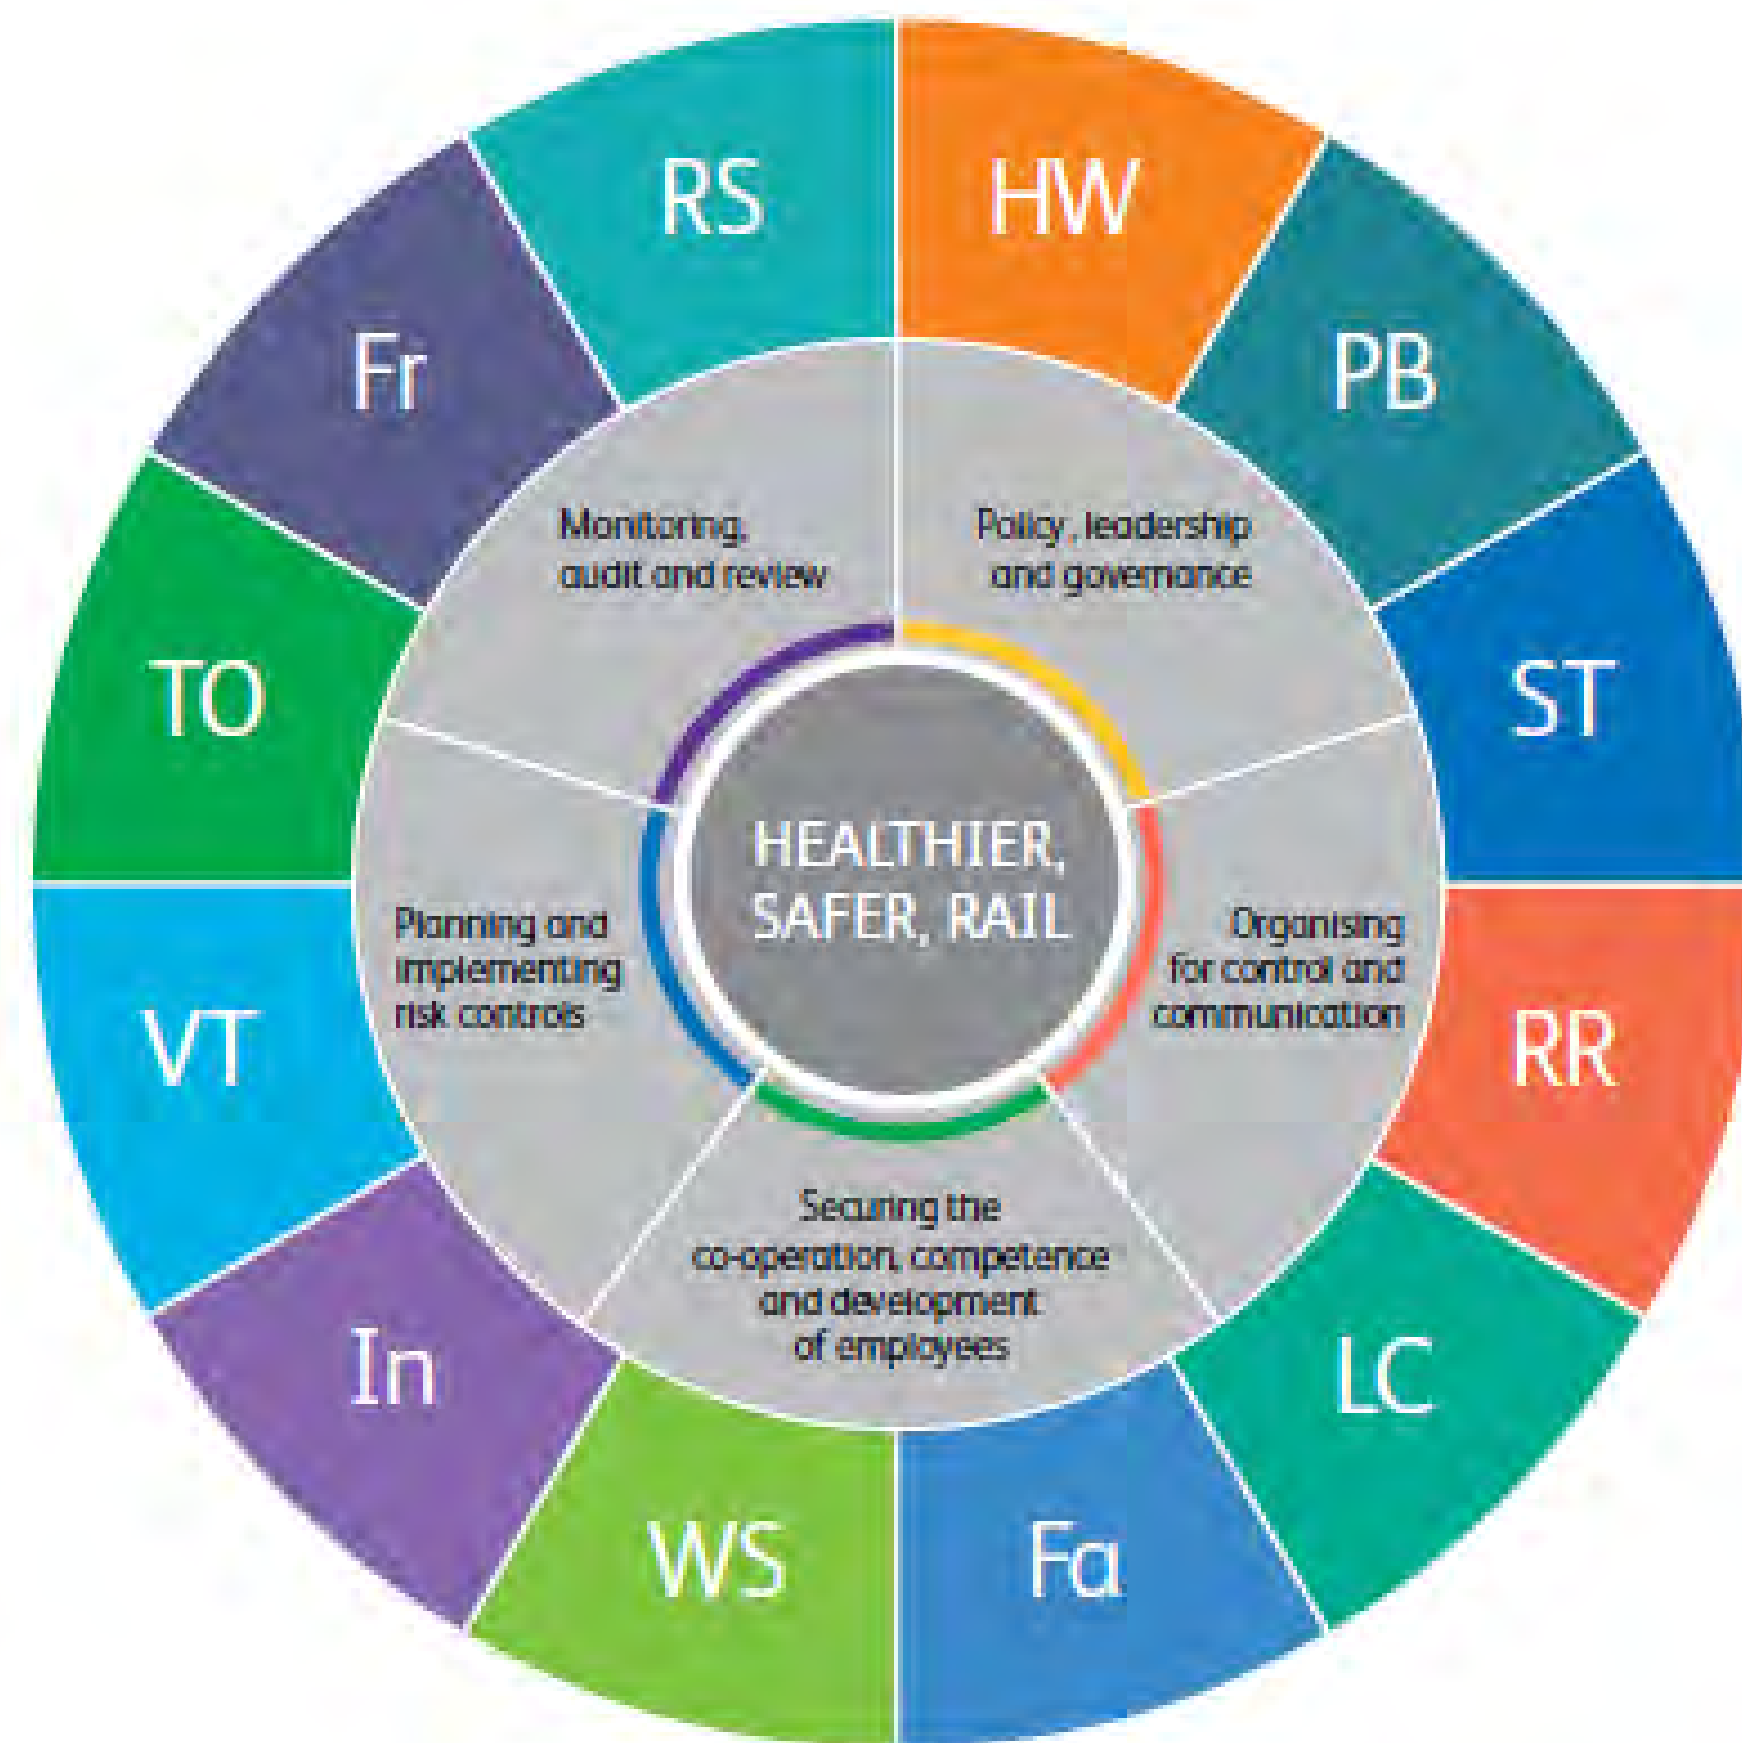 RS
HW
Fr
PB
TO
ST
VT
RR
In
LC
WS
Fa
Monitoring,
audit and review
Policy, leadership
and governance
HEALTHIER,
SAFER, RAIL
Planning and
implementing
risk controls
Organising
for control and
communication
Securing the
co-operation, competence
and development
of employees